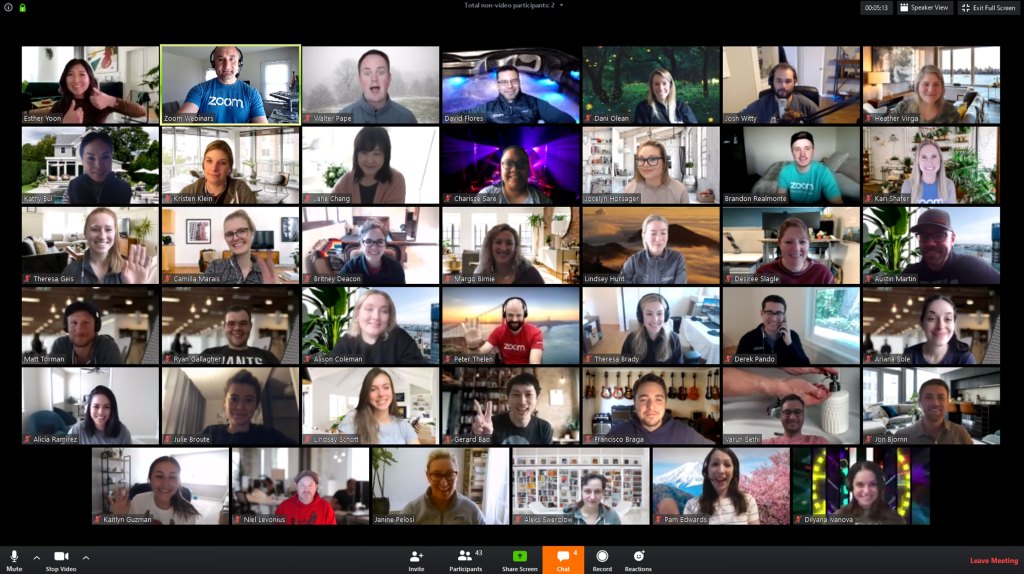 Total non-video participants: 2
00:05:13
Speaker View
Exit Full Screen
Esther Yoon
zoom
Zoom Webinars
Walter Pape
David Flores
Dani Olean
Josh Witty
Heather Virga
Kathy Bui
Kristen Klein
Jane Chang
Charisse Sare
Jocelyn Horsager
zoom
Brandon Realmonte
Kari Shafer
Theresa Geis
Camilla Marais
Britney Deacon
Margo Birnie
Lindsey Hunt
Desiree Slagle
Austin Martin
Matt Torman
GIANTS
Ryan Gallagher
Alison Coleman
zoom
Peter Thelen
Theresa Brady
Derek Pando
Ariana Sole
Alicia Ramirez
Julie Broute
Lindsay Schott
Gerard Bao
Francisco Braga
Varun Sethi
Jon Bjornn
Kaitlyn Guzman
Niel Levonius
Janine Pelosi
Aleks Swerdlow
Pam Edwards
Dilyana Ivanova
Mute
Stop Video
Invite
43
Participants
Share Screen
4
Chat
Record
Reactions
Leave Meeting